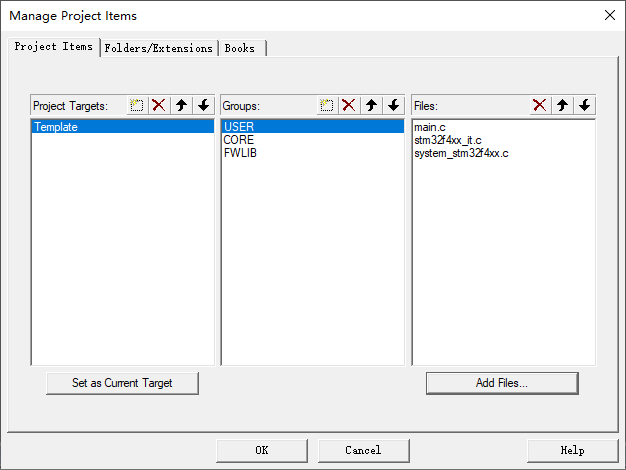 Manage Project Items
Project Items Folders/Extensions Books
Project Targets: Groups: Files:
Template USER main.c
CORE stm32f4xx_it.c
FWLIB system_stm32f4xx.c
Set as Current Target Add Files...
OK Cancel Help